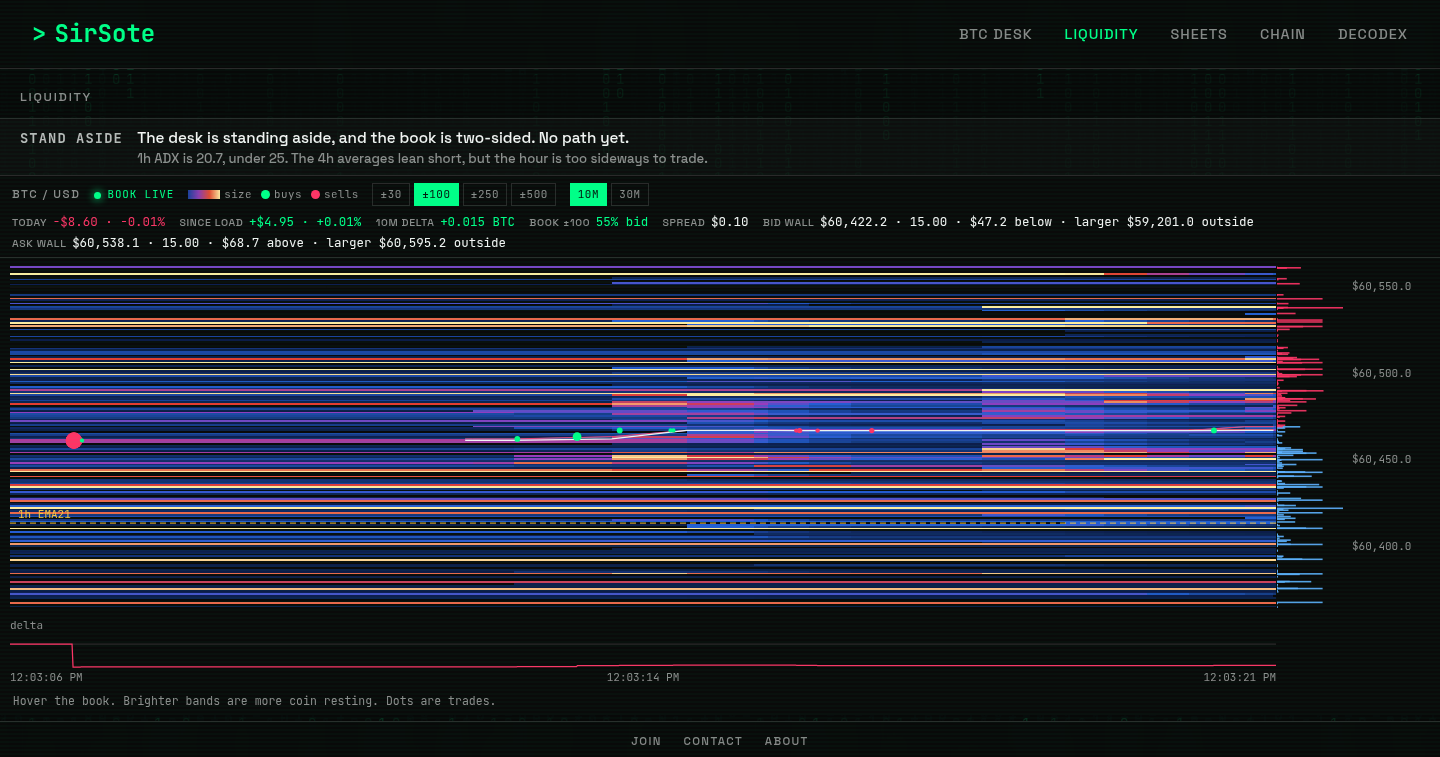 > SirSote
BTC DESK LIQUIDITY SHEETS CHAIN DECODEX
LIQUIDITY
STAND ASIDE The desk is standing aside, and the book is two-sided. No path yet.
1h ADX is 20.7, under 25. The 4h averages lean short, but the hour is too sideways to trade.
BTC / USD BOOK LIVE size buys sells ±30 ±100 ±250 ±500 10M 30M
TODAY -$8.60 · -0.01% SINCE LOAD +$4.95 · +0.01% 10M DELTA +0.015 BTC BOOK ±100 55% bid SPREAD $0.10 BID WALL $60,422.2 · 15.00 · $47.2 below · larger $59,201.0 outside
ASK WALL $60,538.1 · 15.00 · $68.7 above · larger $60,595.2 outside
$60,550.0
$60,500.0
$60,450.0
1h EMA21
$60,400.0
delta
12:03:06 PM 12:03:14 PM 12:03:21 PM
Hover the book. Brighter bands are more coin resting. Dots are trades.
JOIN CONTACT ABOUT